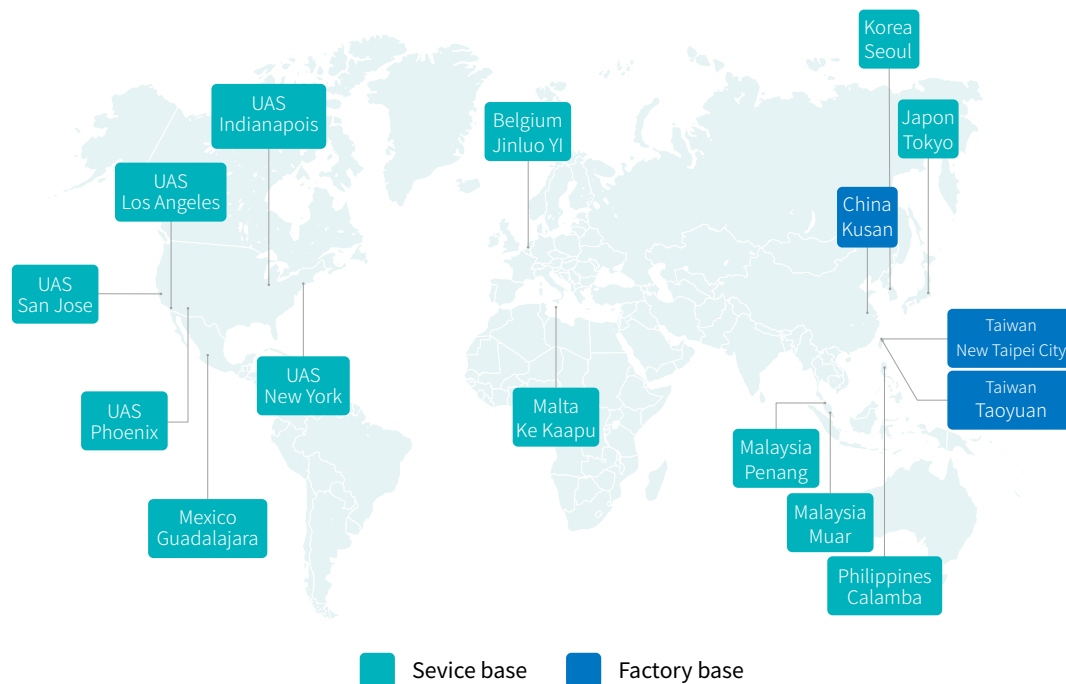 Korea
Seoul
UAS
Indianapois
Belgium
Jinluo YI
Japon
Tokyo
UAS
Los Angeles
China
Kusan
UAS
San Jose
Taiwan
New Taipei City
UAS
New York
Taiwan
Taoyuan
UAS
Phoenix
Malta
Ke Kaapu
Malaysia
Penang
Mexico
Guadalajara
Malaysia
Muar
Philippines
Calamba
Sevice base
Factory base